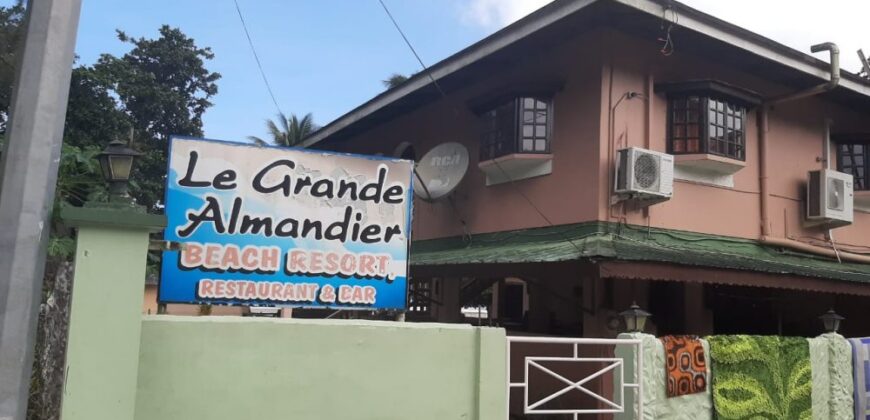 Le Grande
Almandier
BEACH RESORT
RESTAURANT & BAR
RCA